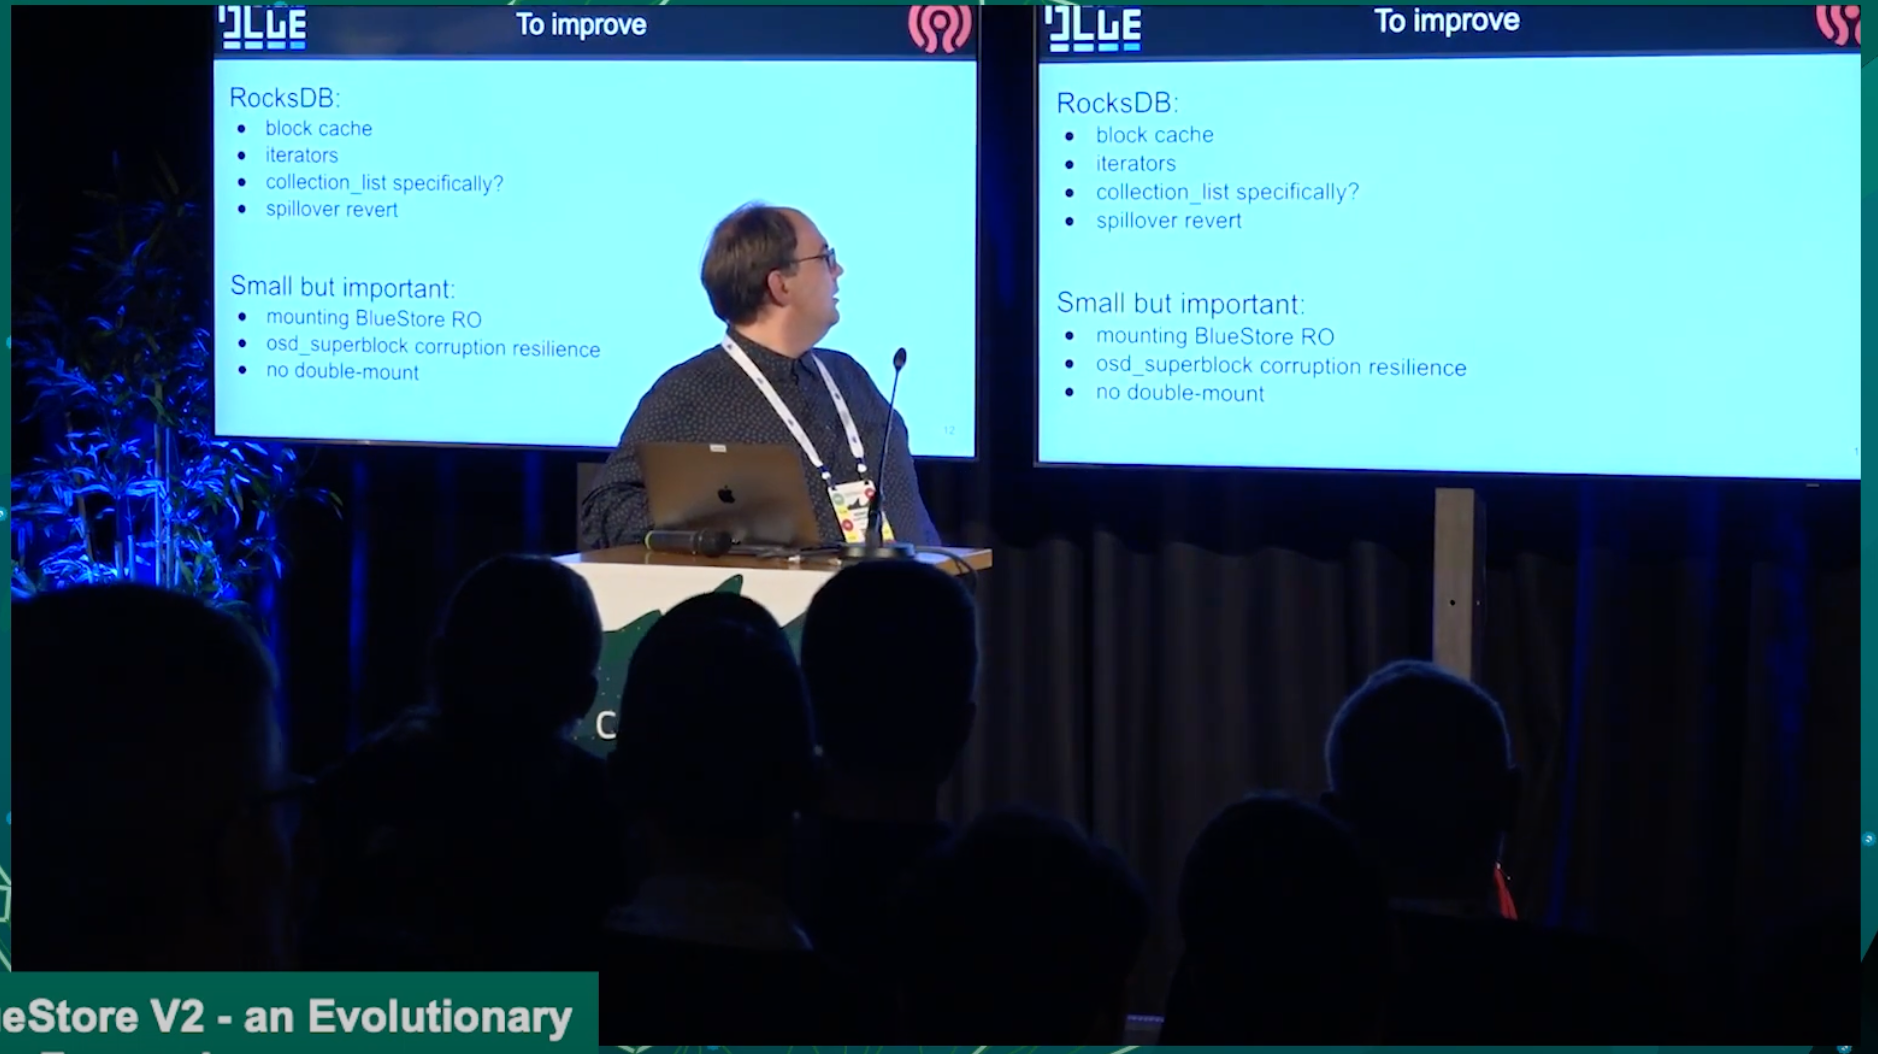 To improve
RocksDB:
block cache
iterators
collection_list specifically?
spillover revert
Small but important:
mounting BlueStore RO
osd_superblock corruption resilience
no double-mount
12
To improve
RocksDB:
block cache
iterators
collection_list specifically?
spillover revert
Small but important:
mounting BlueStore RO
osd_superblock corruption resilience
no double-mount
C
eStore V2 - an Evolutionary